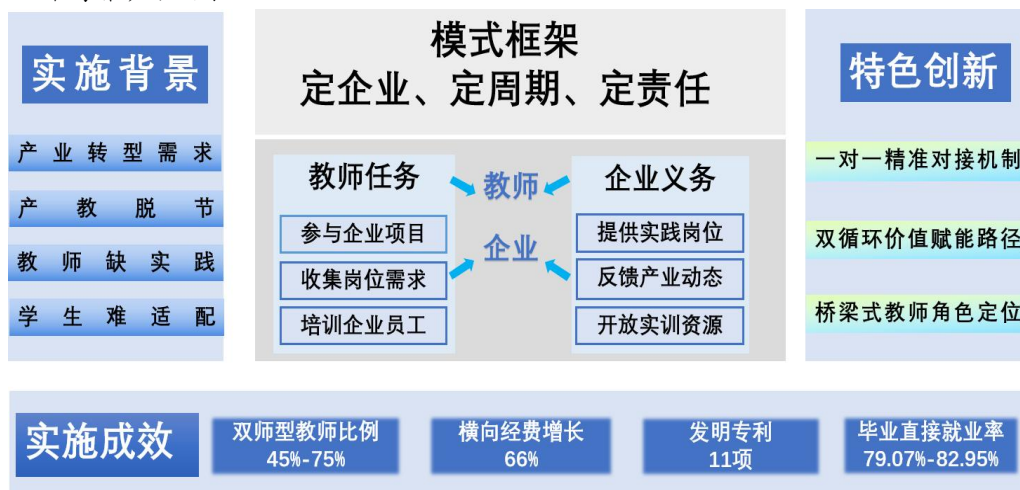 实施背景
产业转型需求
产教脱节
教师缺实践
学生难适配
模式框架
定企业、定周期、定责任
教师任务
参与企业项目
收集岗位需求
培训企业员工
教师
企业
企业义务
提供实践岗位
反馈产业动态
开放实训资源
特色创新
一对一精准对接机制
双循环价值赋能路径
桥梁式教师角色定位
实施成效
双师型教师比例
45%-75%
横向经费增长
66%
发明专利
11项
毕业直接就业率
79.07%-82.95%